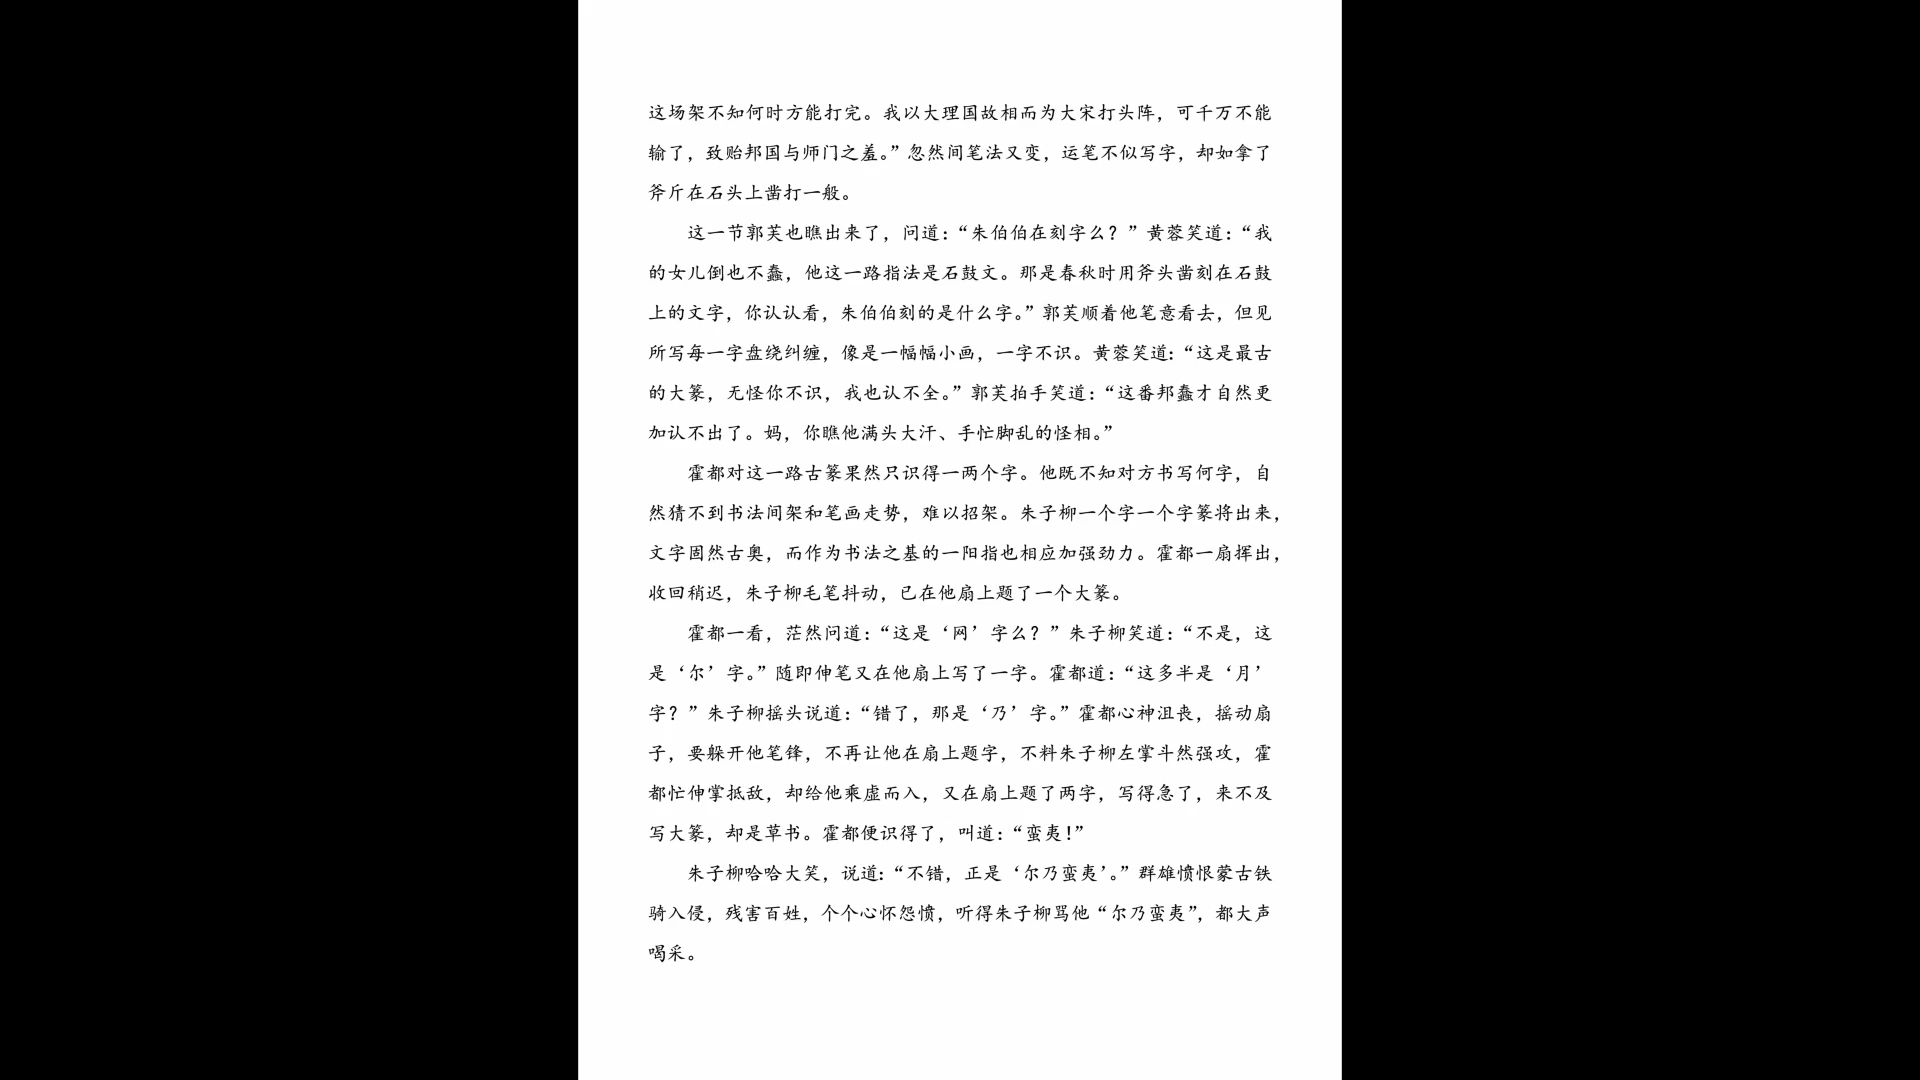 这场架不知何时方能打完。我以大理国故相而为大宋打头阵，可千万不能
输了，致贻邦国与师门之羞。”忽然间笔法又变，运笔不似写字，却如拿了
斧斤在石头上凿打一般。
这一节郭芙也瞧出来了，问道：“朱伯伯在刻字么？”黄蓉笑道：“我
的女儿倒也不蠢，他这一路指法是石鼓文。那是春秋时用斧头凿刻在石鼓
上的文字，你认认看，朱伯伯刻的是什么字。”郭芙顺着他笔意看去，但见
所写每一字盘绕纠缠，像是一幅幅小画，一字不识。黄蓉笑道：“这是最古
的大篆，无怪你不识，我也认不全。”郭芙拍手笑道：“这番邦蠢才自然更
加认不出了。妈，你瞧他满头大汗、手忙脚乱的怪相。”
霍都对这一路古篆果然只识得一两个字。他既不知对方书写何字，自
然猜不到书法间架和笔画走势，难以招架。朱子柳一个字一个字篆将出来，
文字固然古奥，而作为书法之基的一阳指也相应加强劲力。霍都一扇挥出，
收回稍迟，朱子柳毛笔抖动，已在他扇上题了一个大篆。
霍都一看，茫然问道：“这是‘网’字么？”朱子柳笑道：“不是，这
是‘尔’字。”随即伸笔又在他扇上写了一字。霍都道：“这多半是‘月’
字？”朱子柳摇头说道：“错了，那是‘乃’字。”霍都心神沮丧，摇动扇
子，要躲开他笔锋，不再让他在扇上题字，不料朱子柳左掌斗然强攻，霍
都忙伸掌抵敌，却给他乘虚而入，又在扇上题了两字，写得急了，来不及
写大篆，却是草书。霍都便识得了，叫道：“蛮夷！”
朱子柳哈哈大笑，说道：“不错，正是‘尔乃蛮夷’。”群雄愤恨蒙古铁
骑入侵，残害百姓，个个心怀怨愤，听得朱子柳骂他“尔乃蛮夷”，都大声
喝采。